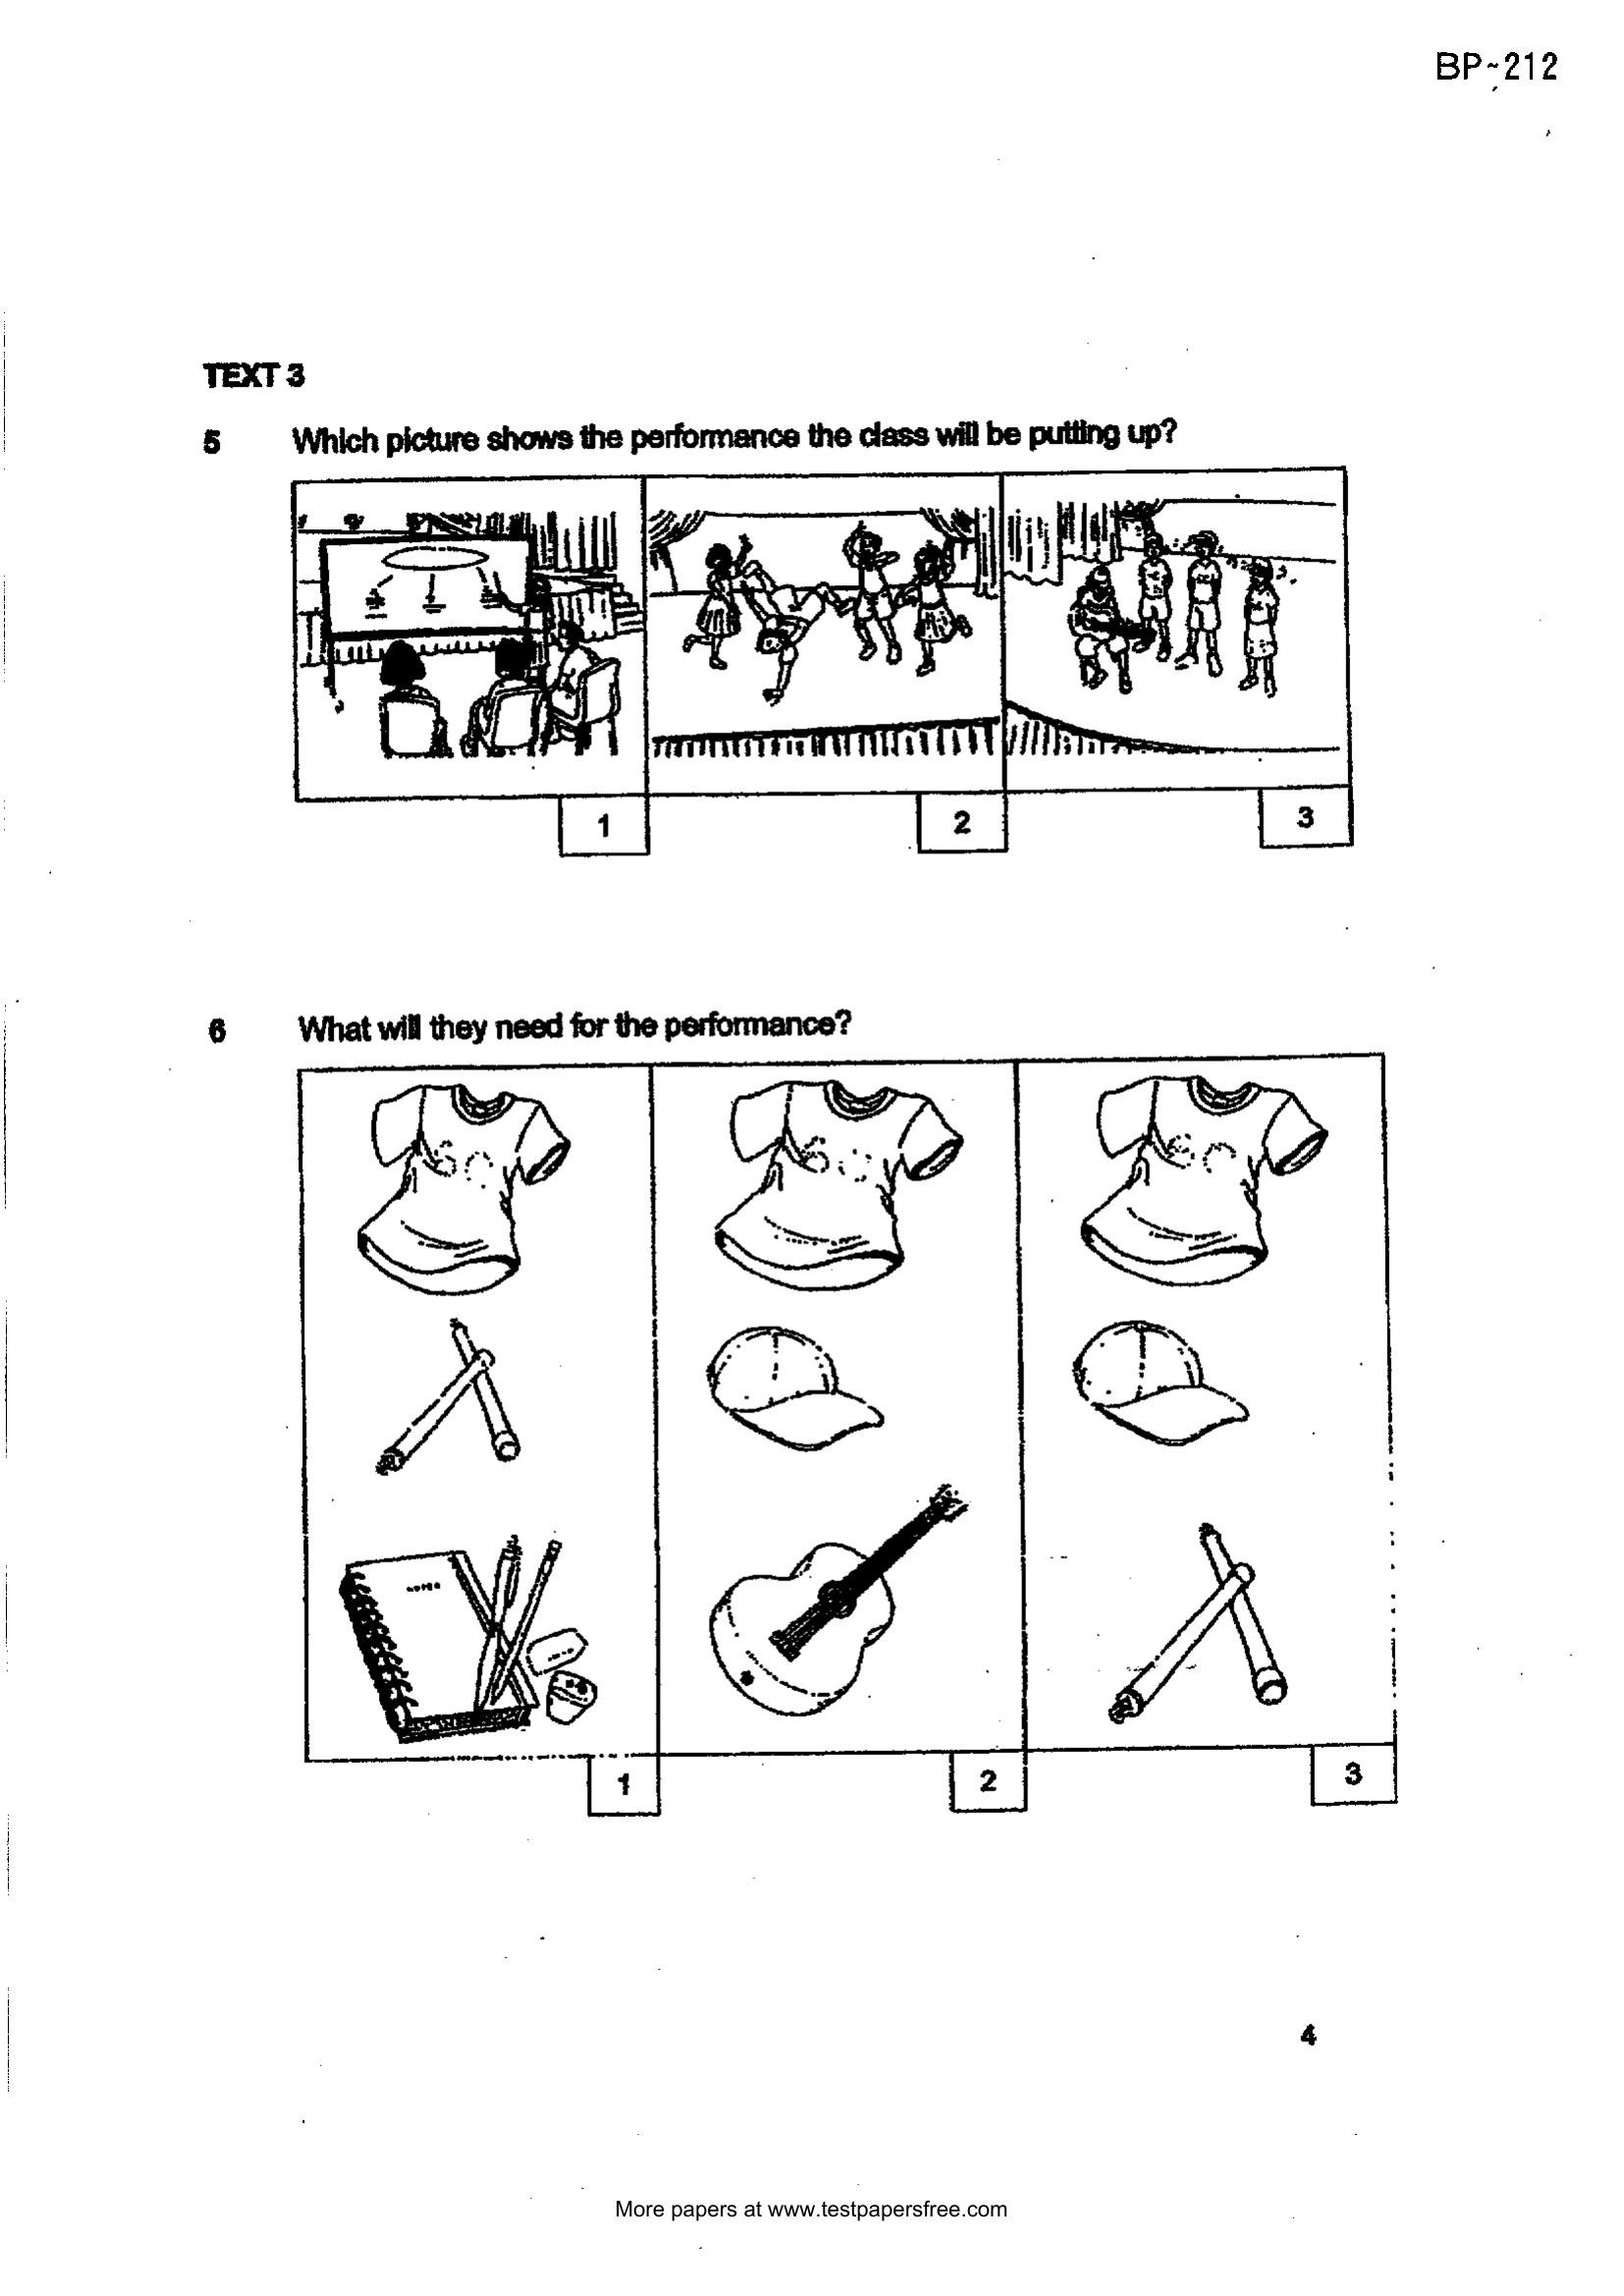 BP-212
TEXT 3
5 Which picture shows the performance the class will be putting up?
1 2 3
6 What will they need for the performance?
1 2 3
4
More papers at www.testpapersfree.com